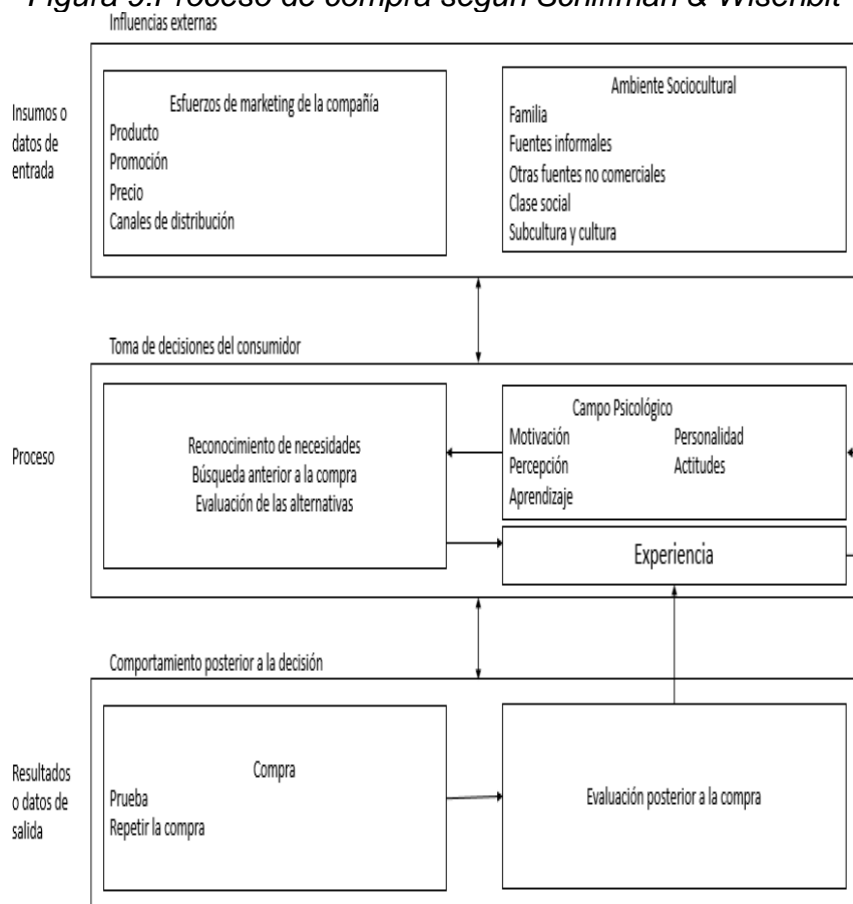 Figura 9.Proceso de compra según Schiffman & Wisenblit
Influencias externas
Insumos o
datos de
entrada
Esfuerzos de marketing de la compañía
Producto
Promoción
Precio
Canales de distribución
Ambiente Sociocultural
Familia
Fuentes informales
Otras fuentes no comerciales
Clase social
Subcultura y cultura
Toma de decisiones del consumidor
Proceso
Reconocimiento de necesidades
Búsqueda anterior a la compra
Evaluación de las alternativas
Campo Psicológico
Motivación
Personalidad
Percepción
Actitudes
Aprendizaje
Experiencia
Comportamiento posterior a la decisión
Resultados
o datos de
salida
Compra
Prueba
Repetir la compra
Evaluación posterior a la compra